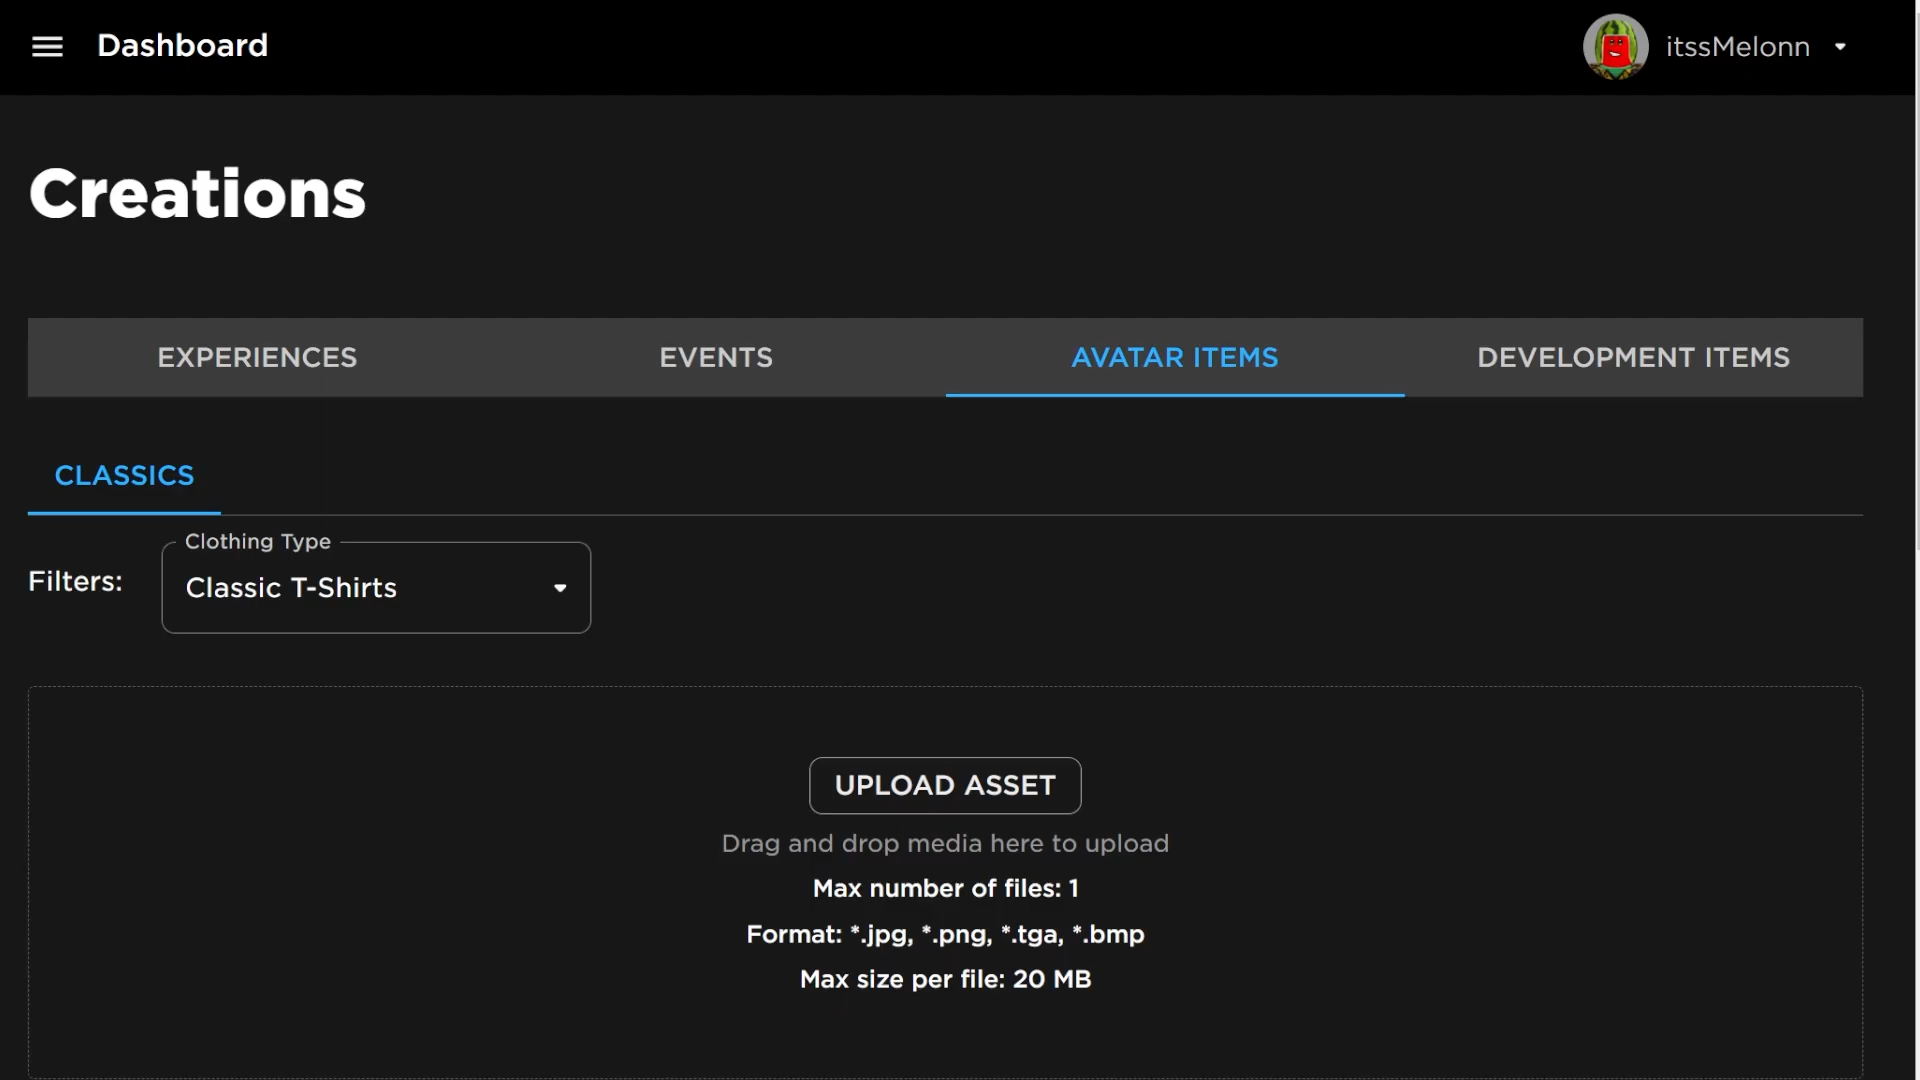 Dashboard
itssMelonn
Creations
EXPERIENCES
EVENTS
AVATAR ITEMS
DEVELOPMENT ITEMS
CLASSICS
Clothing Type
Filters:
Classic T-Shirts
UPLOAD ASSET
Drag and drop media here to upload
Max number of files: 1
Format: *.jpg, *.png, *.tga, *.bmp
Max size per file: 20 MB